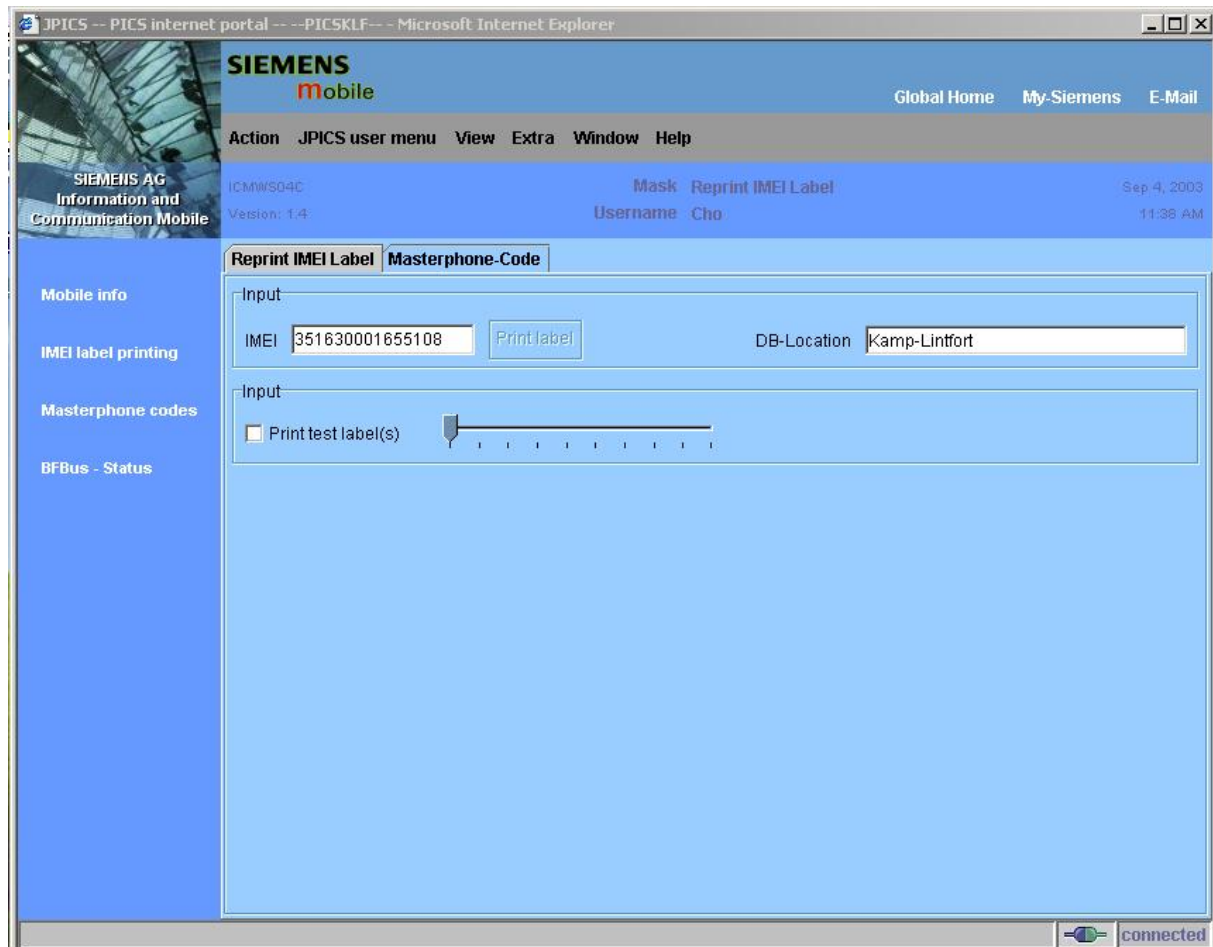 JPICS -- PICS internet portal -- --PICSKLF-- - Microsoft Internet Explorer
SIEMENS
mobile
Global Home My-Siemens E-Mail
Action JPICS user menu View Extra Window Help
SIEMENS AG
Information and
Communication Mobile
ICMWS04C Mask Reprint IMEI Label Sep 4, 2003
Version: 1.4 Username Cho 11:38 AM
Reprint IMEI Label Masterphone-Code
Mobile info
IMEI label printing
Masterphone codes
BFBus - Status
Input
IMEI 351630001655108 Print label DB-Location Kamp-Lintfort
Input
Print test label(s)
connected